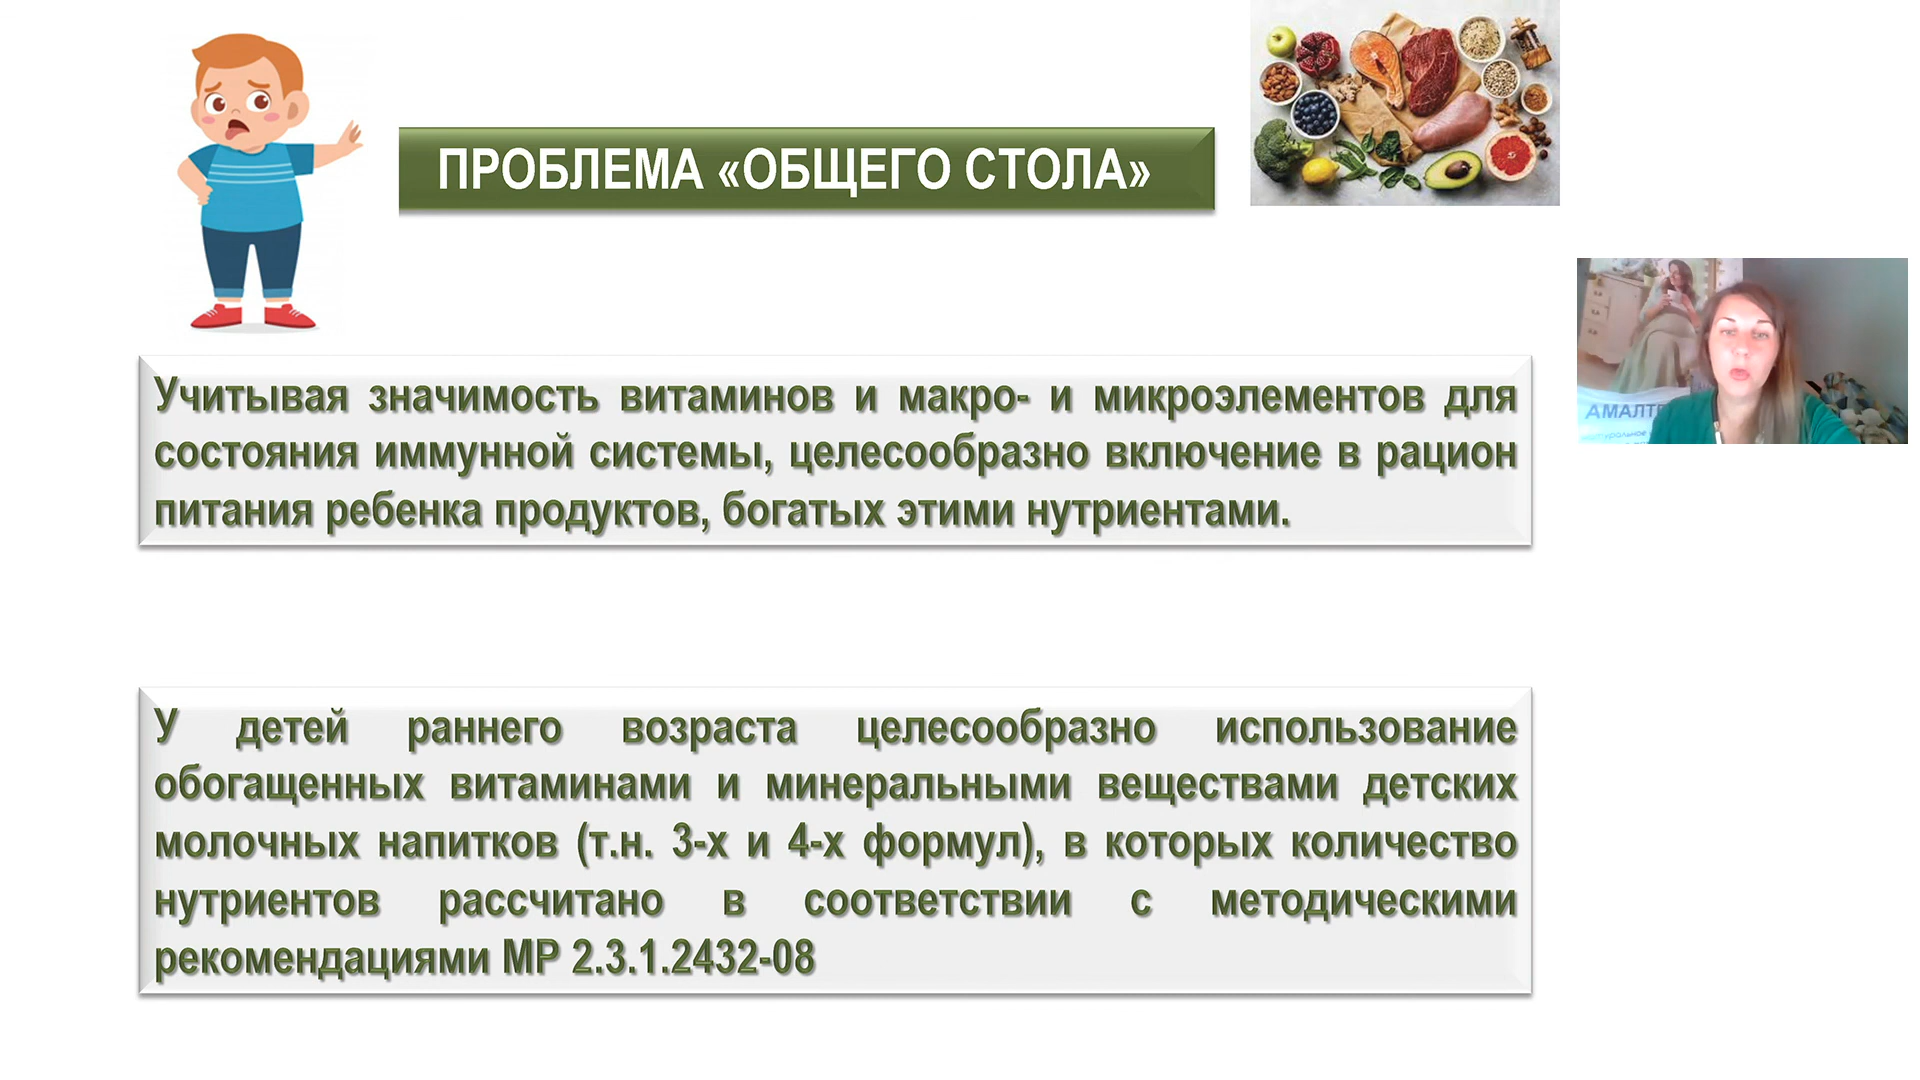 ПРОБЛЕМА «ОБЩЕГО СТОЛА»
Учитывая значимость витаминов и макро- и микроэлементов для
состояния иммунной системы, целесообразно включение в рацион
питания ребенка продуктов, богатых этими нутриентами.
АМАЛТ
У детей раннего возраста целесообразно использование
обогащенных витаминами и минеральными веществами детских
молочных напитков (т.н. 3-х и 4-х формул), в которых количество
нутриентов рассчитано в соответствии с методическими
рекомендациями МР 2.3.1.2432-08